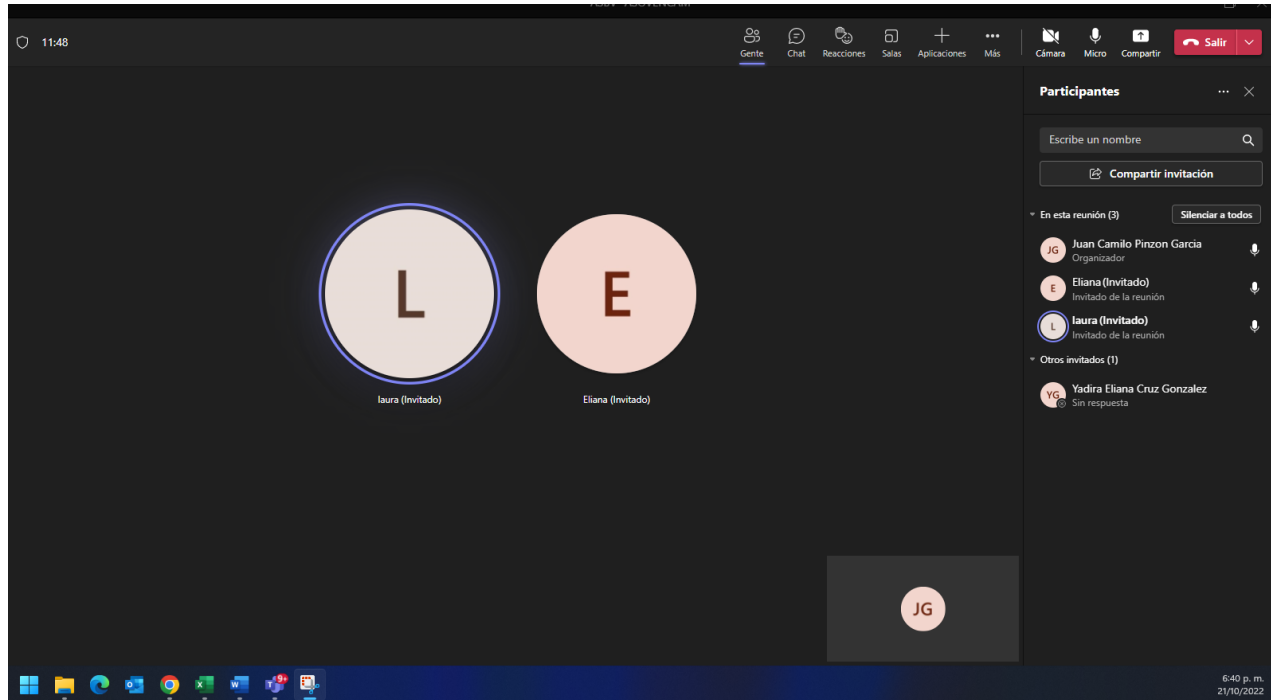 11:48
Gente
Chat
Reacciones
Salas
Aplicaciones
Más
Cámara
Micro
Compartir
Salir
Participantes
Escribe un nombre
Compartir invitación
En esta reunión (3)
Silenciar a todos
JG
Juan Camilo Pinzon Garcia
Organizador
E
Eliana (Invitado)
Invitado de la reunión
L
laura (Invitado)
Invitado de la reunión
Otros invitados (1)
YG
Yadira Eliana Cruz Gonzalez
Sin respuesta
L
E
laura (Invitado)
Eliana (Invitado)
JG
9+
6:40 p. m.
21/10/2022